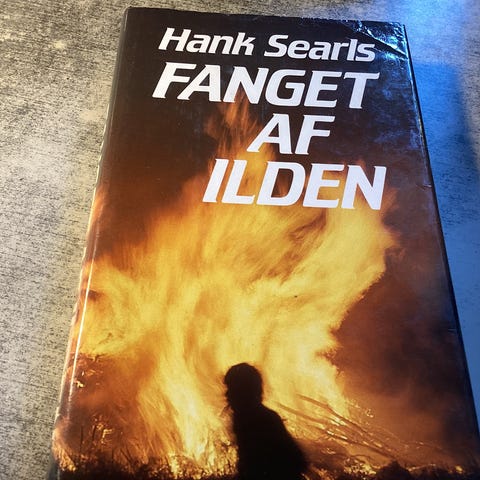 Hank Searls
FANGET
AF
ILDEN